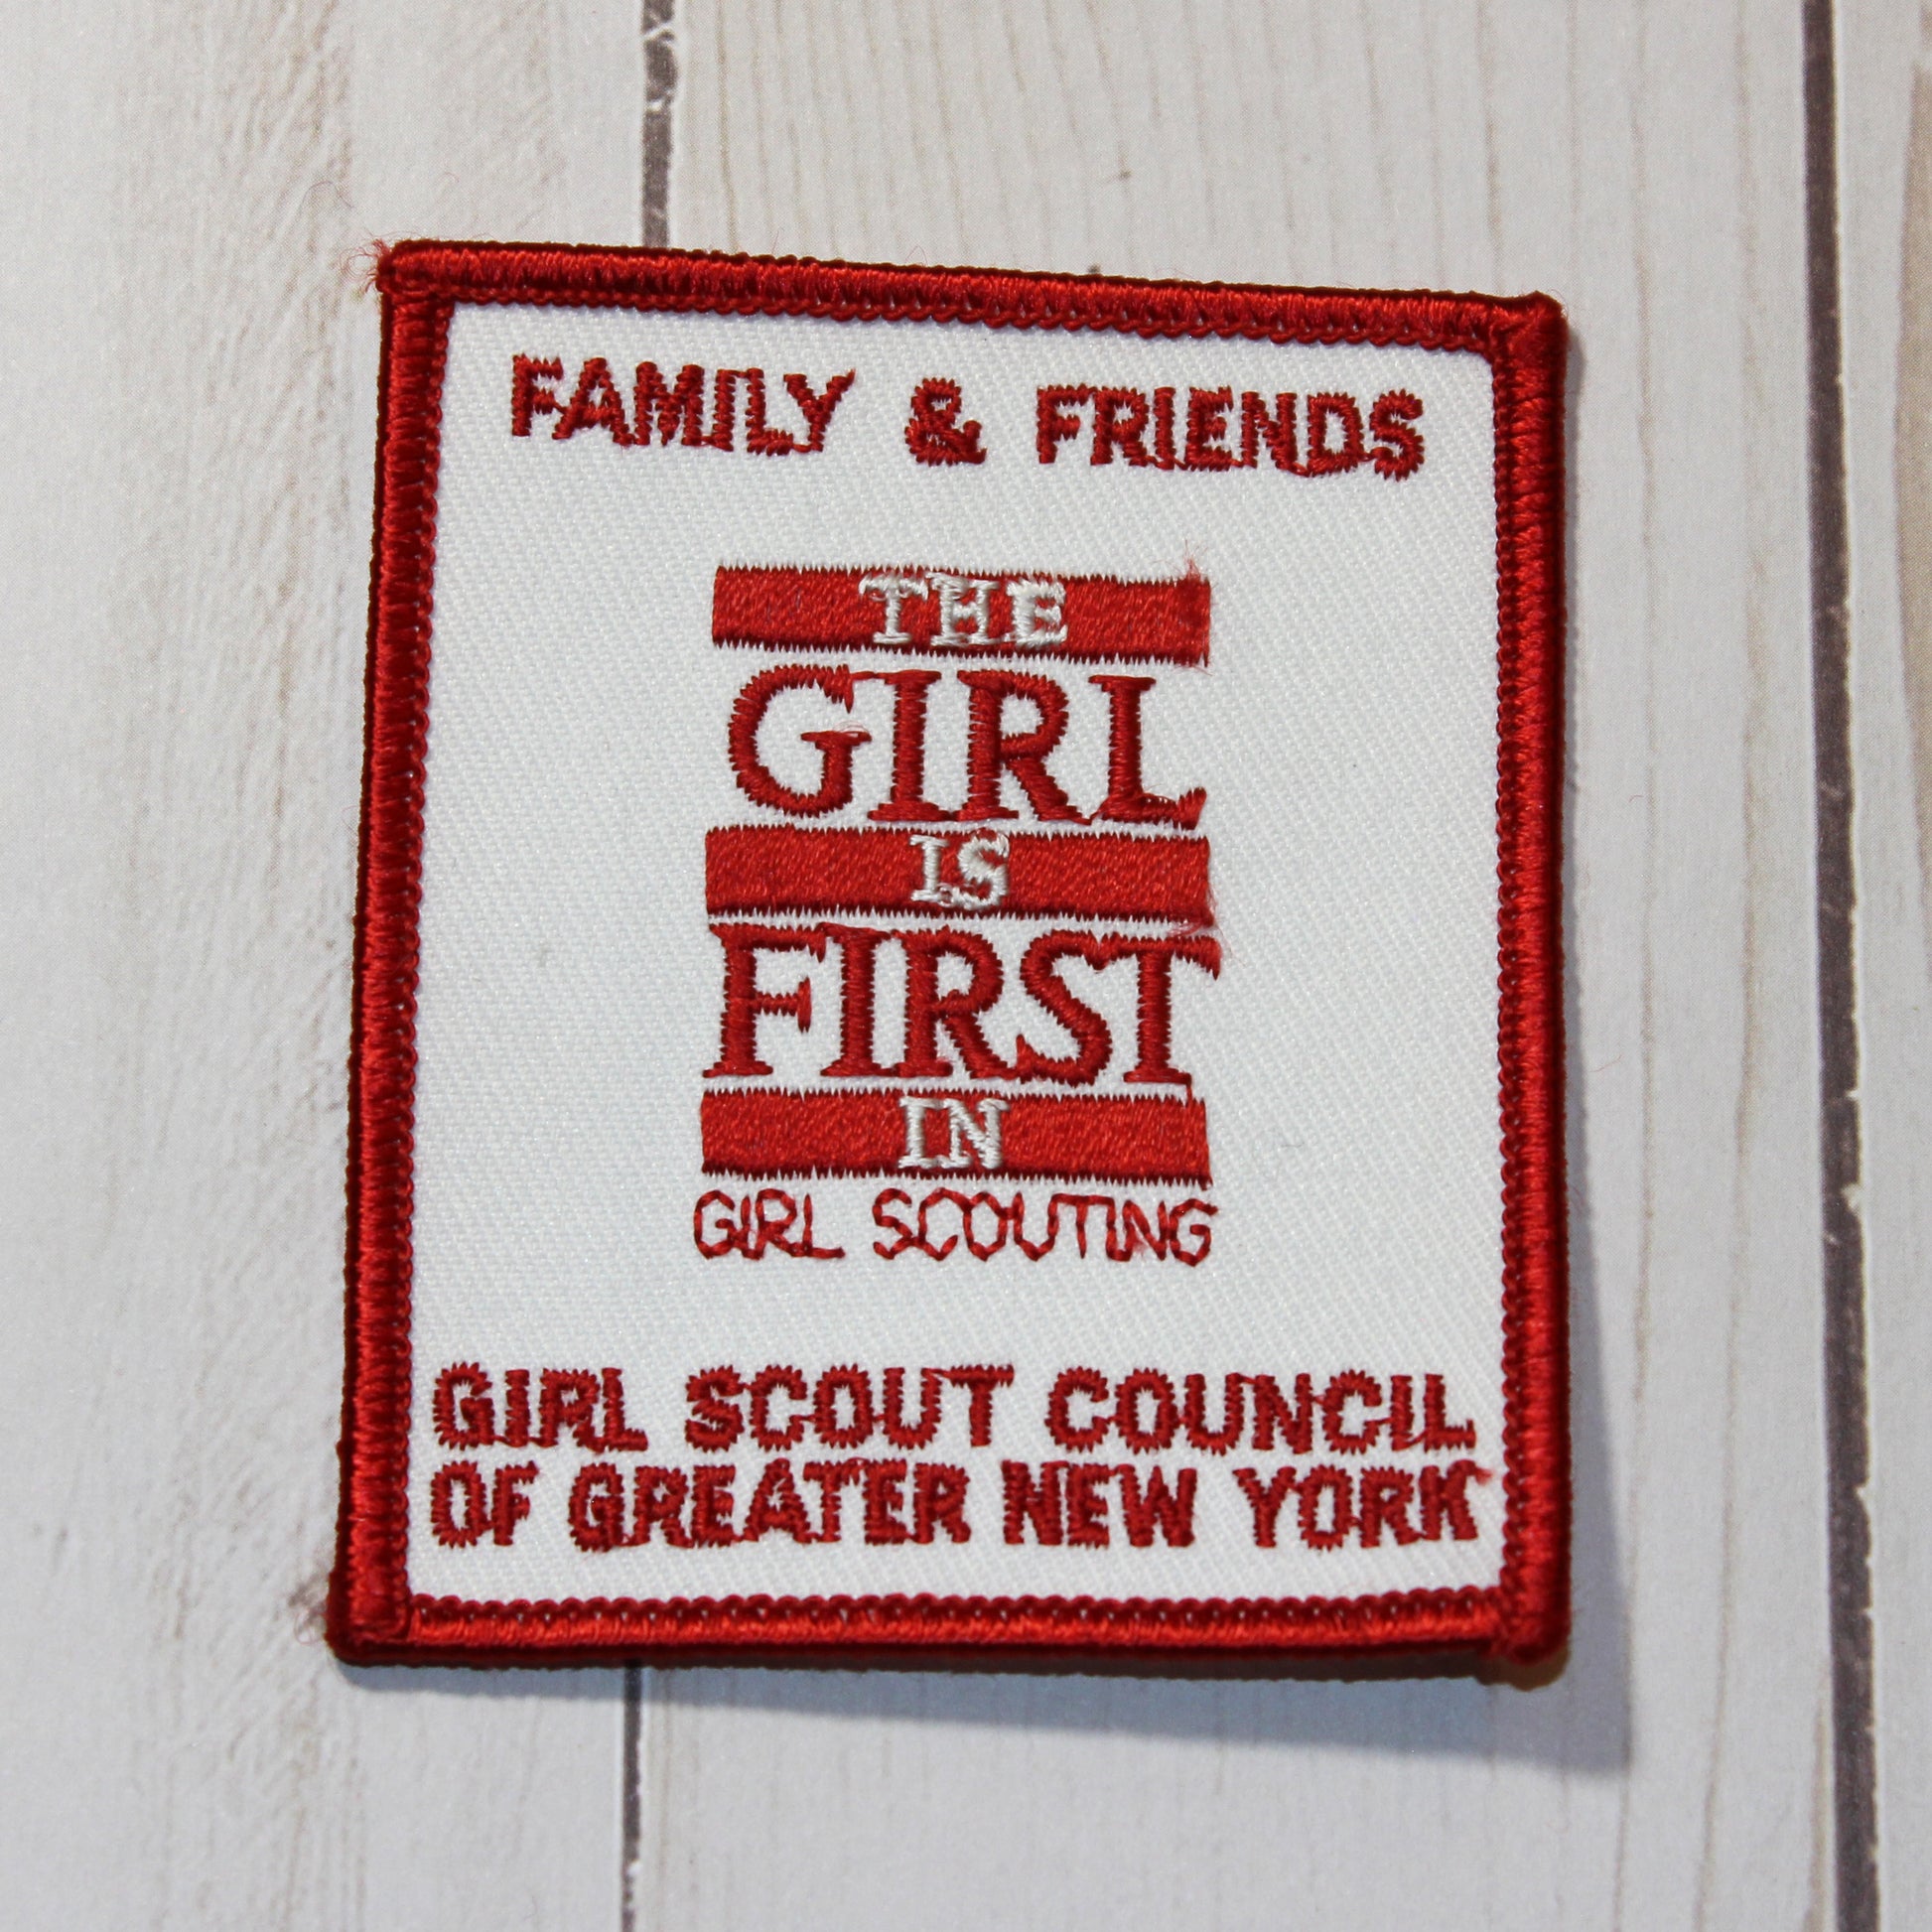 FAMILY & FRIENDS
THE
GIRL
IS
FIRST
IN
GIRL SCOUTING
GIRL SCOUT COUNCIL
OF GREATER NEW YORK